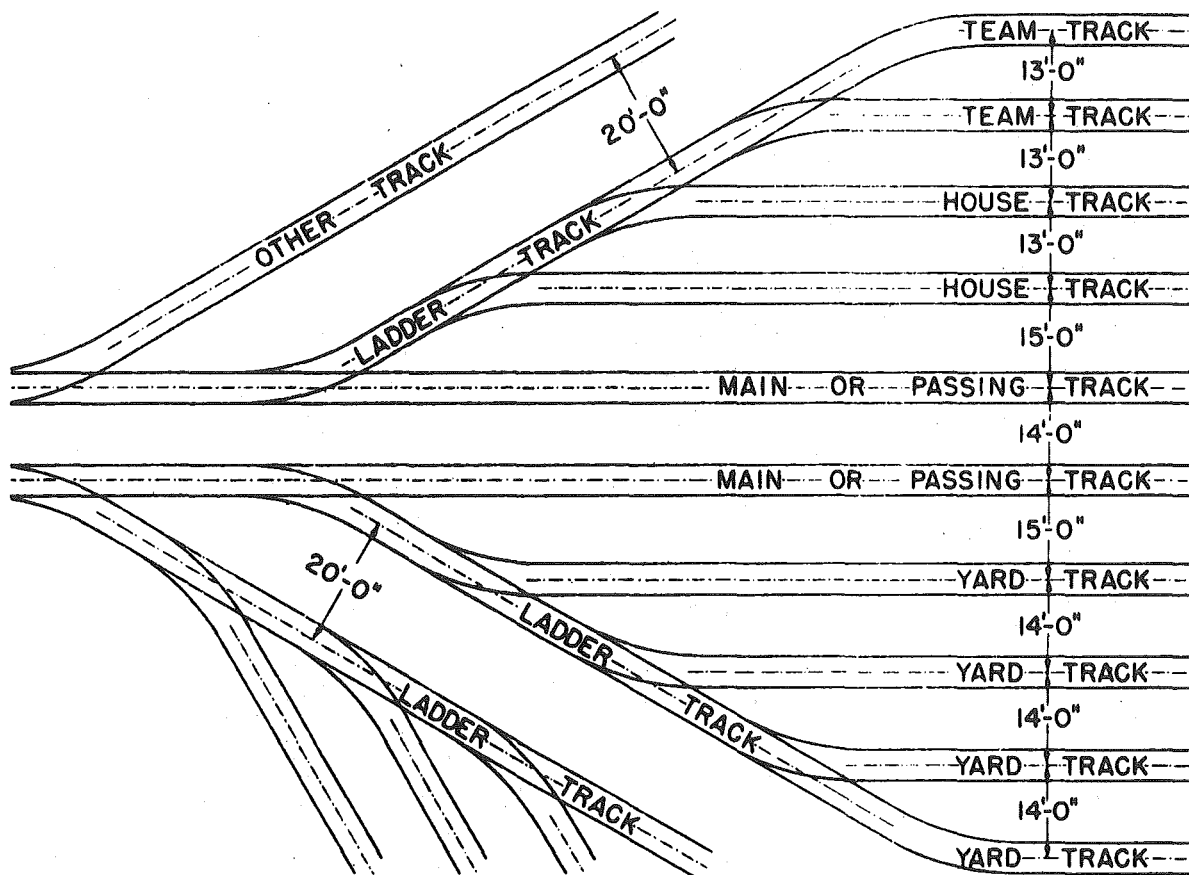 TEAM TRACK
13'-0"
TEAM TRACK
20'-0"
13'-0"
OTHER TRACK
HOUSE TRACK
LADDER TRACK
13'-0"
HOUSE TRACK
15'-0"
MAIN OR PASSING TRACK
14'-0"
MAIN OR PASSING TRACK
15'-0"
20'-0"
YARD TRACK
14'-0"
LADDER TRACK
YARD TRACK
14'-0"
LADDER TRACK
YARD TRACK
14'-0"
YARD TRACK